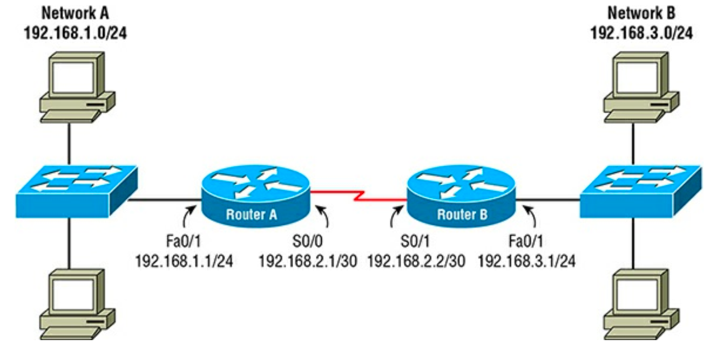 Network A
192.168.1.0/24
Network B
192.168.3.0/24
Router A
Router B
Fa0/1
192.168.1.1/24
S0/0
192.168.2.1/30
S0/1
192.168.2.2/30
Fa0/1
192.168.3.1/24